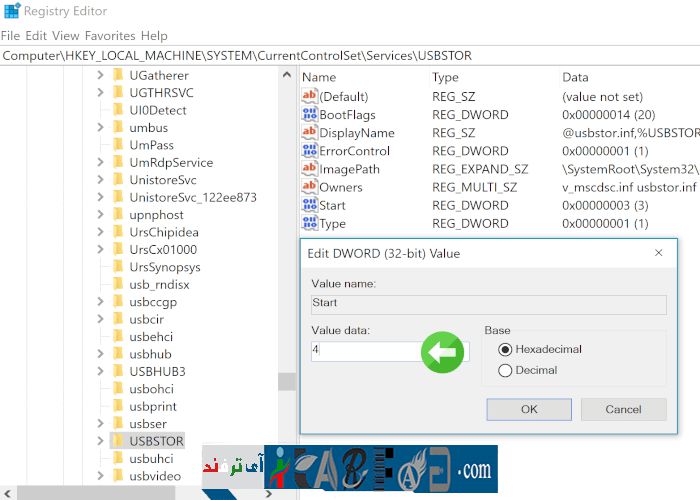 Registry Editor
File Edit View Favorites Help
Computer\HKEY_LOCAL_MACHINE\SYSTEM\CurrentControlSet\Services\USBSTOR
UGatherer
UGTHRSVC
UI0Detect
umbus
UmPass
UmRdpService
UnistoreSvc
UnistoreSvc_122ee873
upnphost
UrsChipidea
UrsCx01000
UrsSynopsys
usb_rndisx
usbccgp
usbcir
usbehci
usbhub
USBHUB3
usbohci
usbprint
usbser
USBSTOR
usbuhci
usbvideo
Name Type Data
(Default) REG_SZ (value not set)
BootFlags REG_DWORD 0x00000014 (20)
DisplayName REG_SZ @usbstor.inf,%USBSTOR
ErrorControl REG_DWORD 0x00000001 (1)
ImagePath REG_EXPAND_SZ \SystemRoot\System32\
Owners REG_MULTI_SZ v_mscdsc.inf usbstor.inf
Start REG_DWORD 0x00000003 (3)
Type REG_DWORD 0x00000001 (1)
Edit DWORD (32-bit) Value
Value name:
Start
Value data:
4
Base
Hexadecimal
Decimal
OK Cancel
آی ترفند
.com